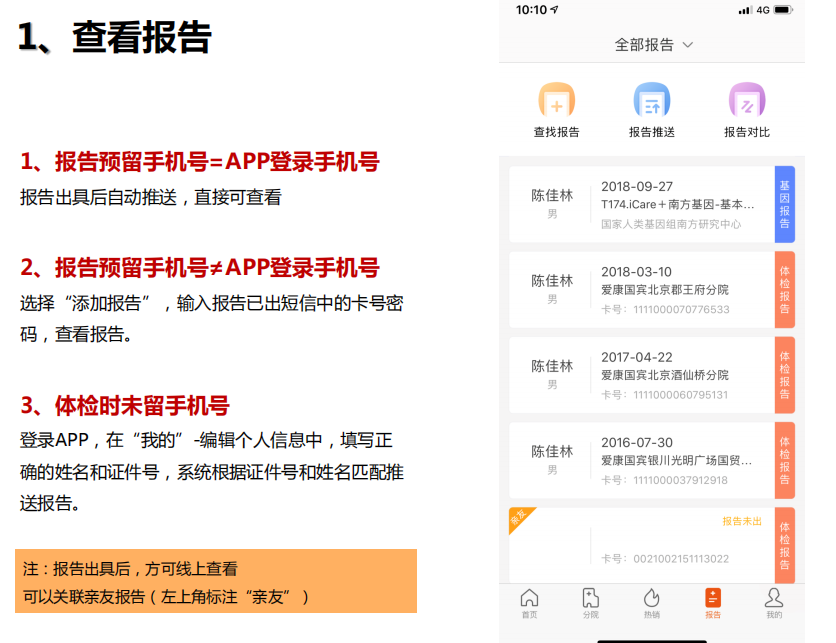 1、查看报告
1、报告预留手机号=APP登录手机号
报告出具后自动推送，直接可查看
2、报告预留手机号≠APP登录手机号
选择“添加报告”，输入报告已出短信中的卡号密
码，查看报告。
3、体检时未留手机号
登录APP，在“我的”-编辑个人信息中，填写正
确的姓名和证件号，系统根据证件号和姓名匹配推
送报告。
注：报告出具后，方可线上查看
可以关联亲友报告（左上角标注“亲友”）
10:10
4G
全部报告
查找报告
报告推送
报告对比
陈佳林
男
2018-09-27
T174.iCare＋南方基因-基本...
国家人类基因组南方研究中心
基因报告
陈佳林
男
2018-03-10
爱康国宾北京郡王府分院
卡号：1111000070776533
体检报告
陈佳林
男
2017-04-22
爱康国宾北京酒仙桥分院
卡号：1111000060795131
体检报告
陈佳林
男
2016-07-30
爱康国宾银川光明广场国贸...
卡号：1111000037912918
体检报告
亲友
报告未出
卡号：0021002151113022
体检报告
首页
分院
热销
报告
我的